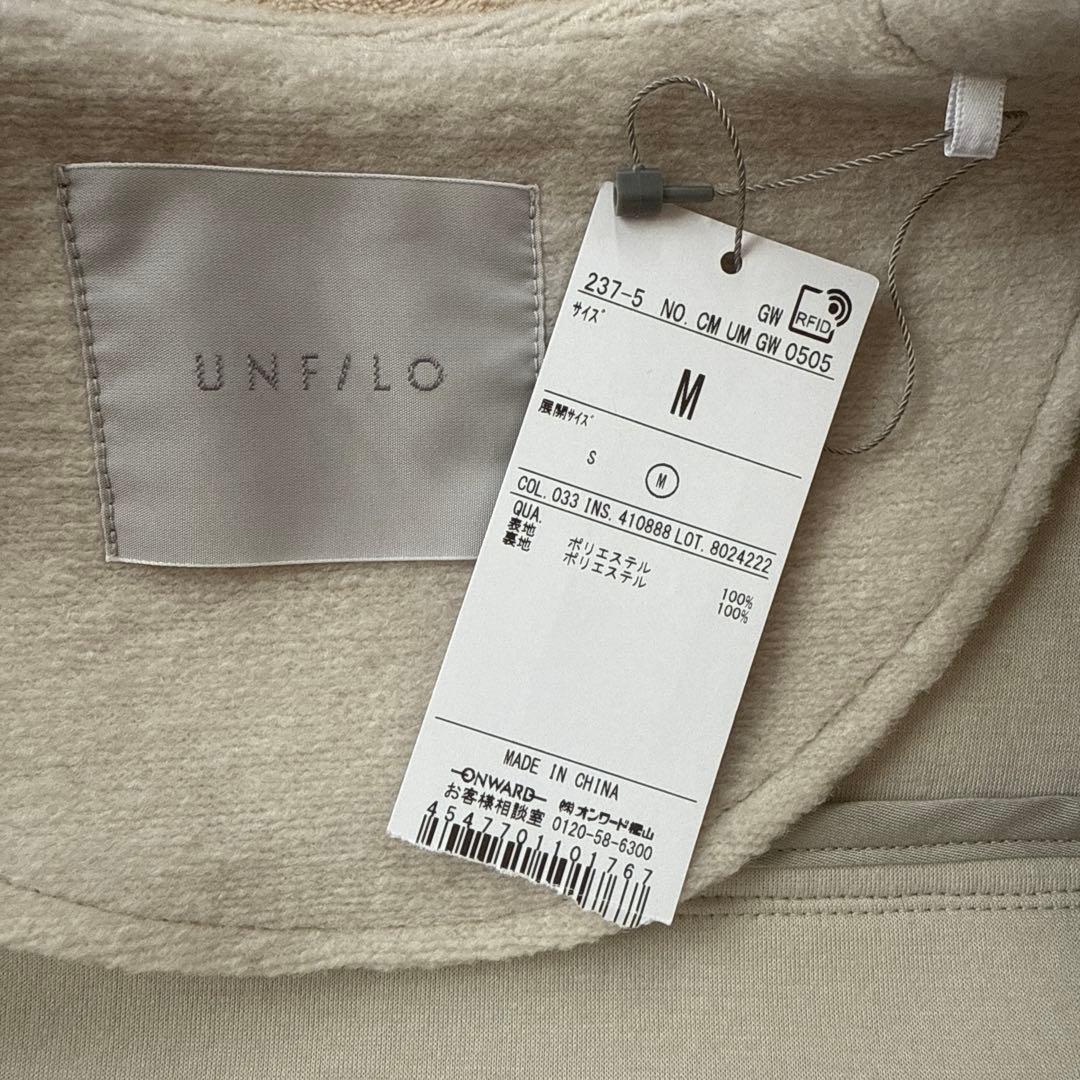 UNF/LO
237-5 NO. CM UM GW 0505
GW
RFID
サイズ
M
展開サイズ
S M
COL. 033 INS. 410888 LOT. 8024222
QUA.
表地 ポリエステル 100%
裏地 ポリエステル 100%
MADE IN CHINA
ONWARD ㈱オンワード樫山
お客様相談室 0120-58-6300
4547701101767